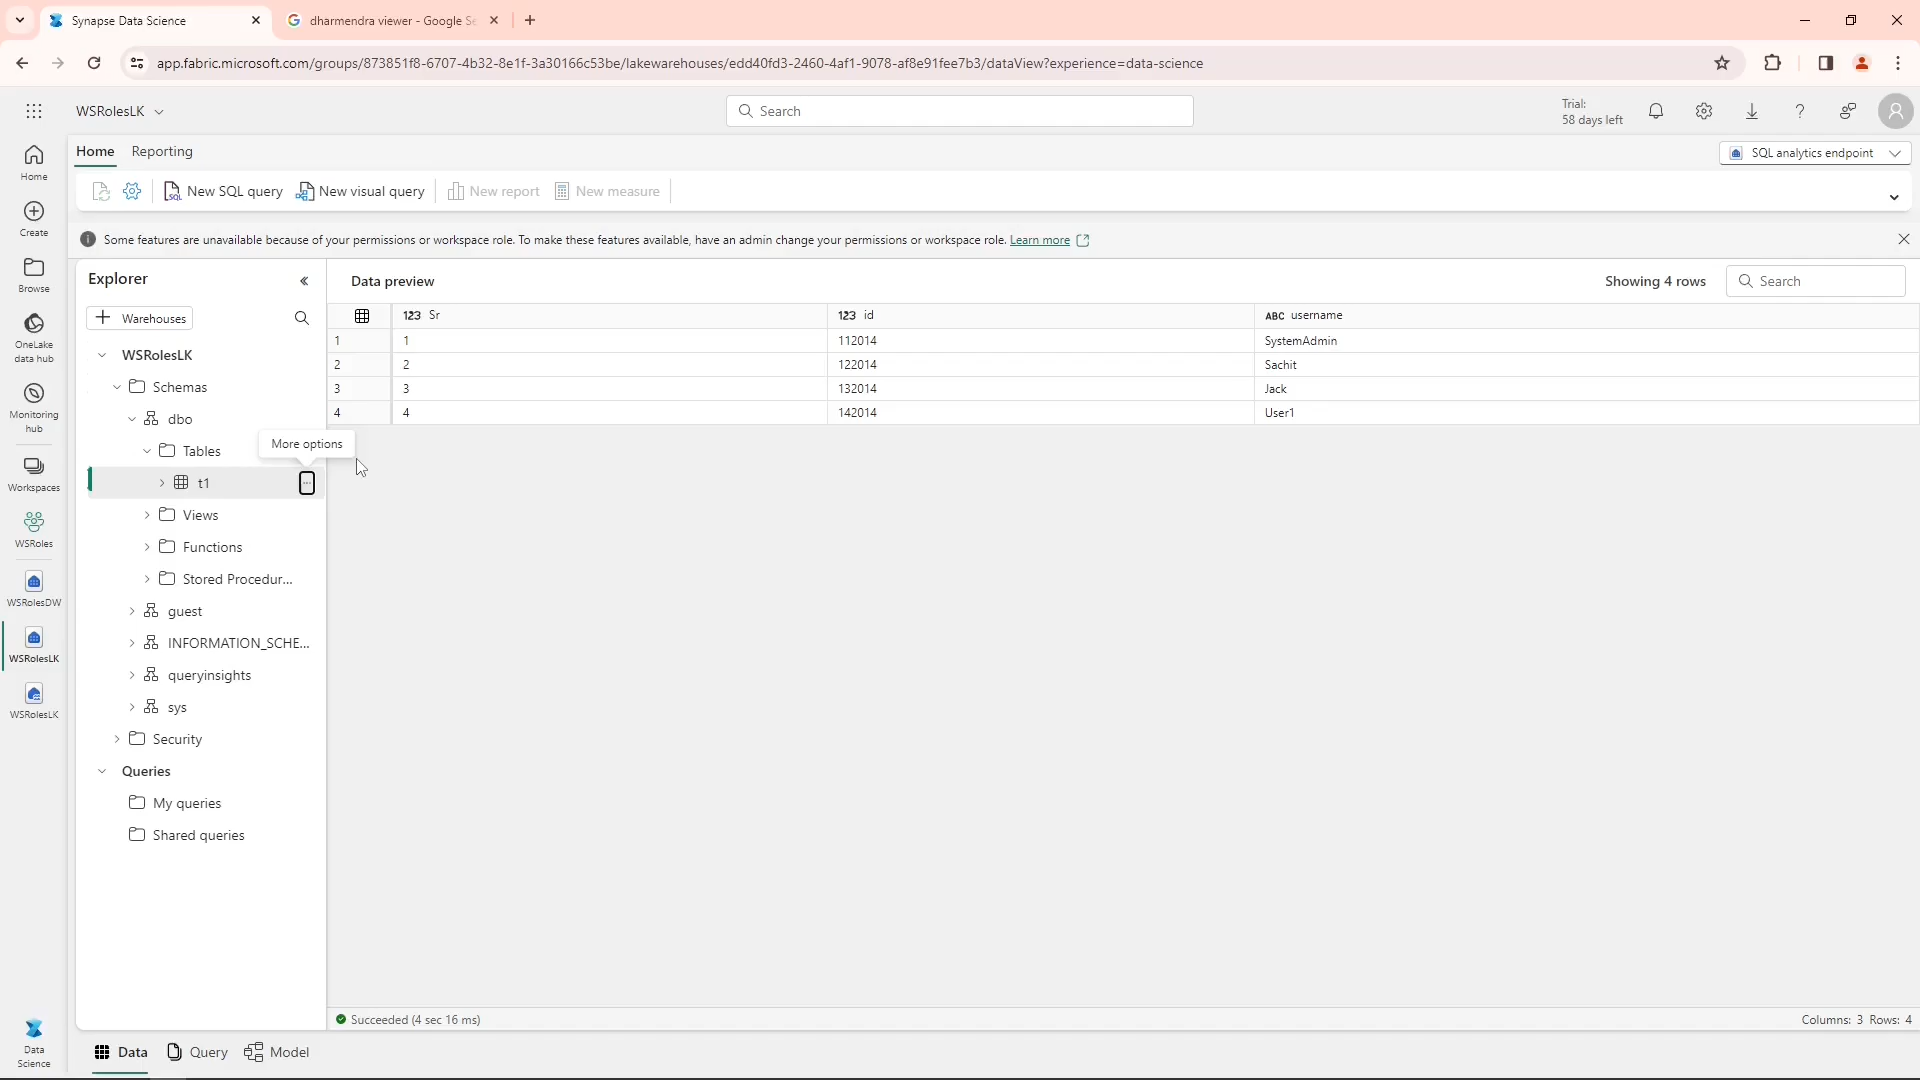 Synapse Data Science
dharmendra viewer - Google Se
app.fabric.microsoft.com/groups/873851f8-6707-4b32-8e1f-3a30166c53be/lakewarehouses/edd40fd3-2460-4af1-9078-af8e91fee7b3/dataView?experience=data-science
WSRolesLK
Search
Trial:
58 days left
Home Reporting
SQL analytics endpoint
New SQL query New visual query New report New measure
Some features are unavailable because of your permissions or workspace role. To make these features available, have an admin change your permissions or workspace role. Learn more
Home
Create
Browse
OneLake
data hub
Monitoring
hub
Workspaces
WSRoles
WSRolesDW
WSRolesLK
WSRolesLK
Data
Science
Explorer
Warehouses
WSRolesLK
Schemas
dbo
Tables
More options
t1
Views
Functions
Stored Procedur...
guest
INFORMATION_SCHE...
queryinsights
sys
Security
Queries
My queries
Shared queries
Data preview
Showing 4 rows
Search
123 Sr 123 id ABC username
1 1 112014 SystemAdmin
2 2 122014 Sachit
3 3 132014 Jack
4 4 142014 User1
Succeeded (4 sec 16 ms)
Columns: 3 Rows: 4
Data Query Model